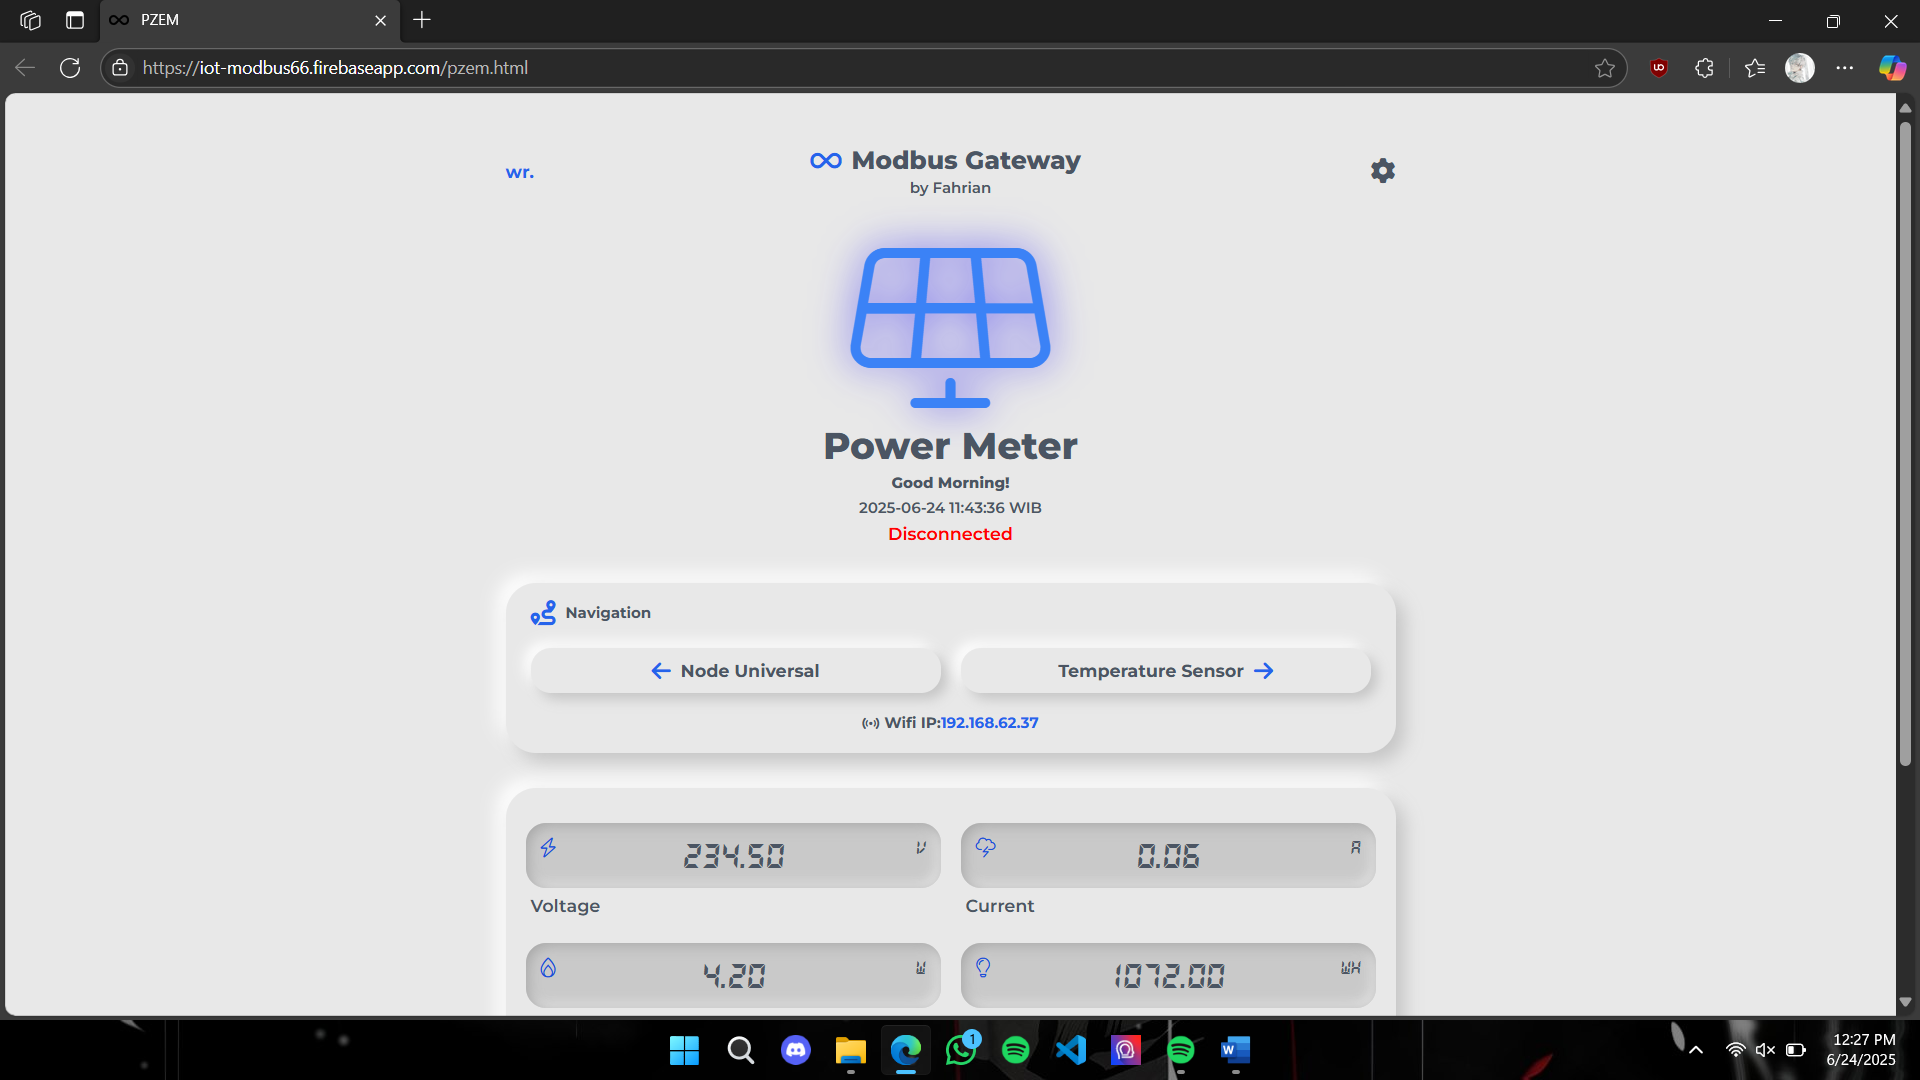 PZEM
https://iot-modbus66.firebaseapp.com/pzem.html
wr.
Modbus Gateway
by Fahrian
Power Meter
Good Morning!
2025-06-24 11:43:36 WIB
Disconnected
Navigation
Node Universal
Temperature Sensor
Wifi IP:192.168.62.37
234.50 V
0.06 A
Voltage
Current
4.20 W
1072.00 WH
1
12:27 PM
6/24/2025